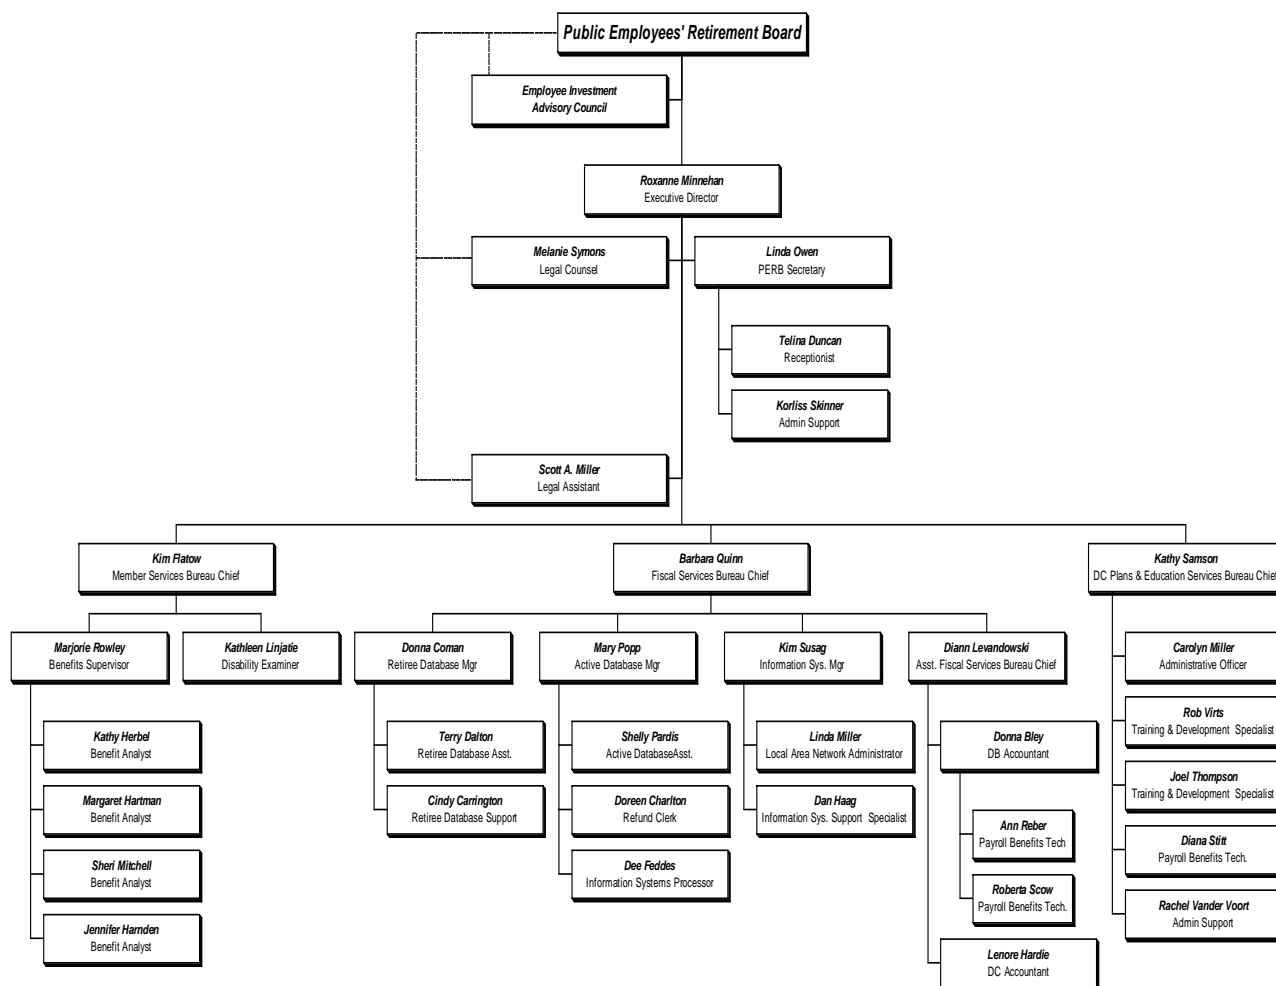 Public Employees' Retirement Board
Employee Investment
Advisory Council
Roxanne Minnehan
Executive Director
Melanie Symons
Legal Counsel
Linda Owen
PERB Secretary
Telina Duncan
Receptionist
Korliss Skinner
Admin Support
Scott A. Miller
Legal Assistant
Kim Flatow
Member Services Bureau Chief
Barbara Quinn
Fiscal Services Bureau Chief
Kathy Samson
DC Plans & Education Services Bureau Chief
Marjorie Rowley
Benefits Supervisor
Kathleen Linjatie
Disability Examiner
Donna Coman
Retiree Database Mgr
Mary Popp
Active Database Mgr
Kim Susag
Information Sys. Mgr
Diann Levandowski
Asst. Fiscal Services Bureau Chief
Carolyn Miller
Administrative Officer
Kathy Herbel
Benefit Analyst
Terry Dalton
Retiree Database Asst.
Shelly Pardis
Active DatabaseAsst.
Linda Miller
Local Area Network Administrator
Donna Bley
DB Accountant
Rob Virts
Training & Development Specialist
Margaret Hartman
Benefit Analyst
Cindy Carrington
Retiree Database Support
Doreen Charlton
Refund Clerk
Dan Haag
Information Sys. Support Specialist
Joel Thompson
Training & Development Specialist
Ann Reber
Payroll Benefits Tech
Sheri Mitchell
Benefit Analyst
Dee Feddes
Information Systems Processor
Diana Stitt
Payroll Benefits Tech.
Roberta Scow
Payroll Benefits Tech.
Rachel Vander Voort
Admin Support
Jennifer Harnden
Benefit Analyst
Lenore Hardie
DC Accountant